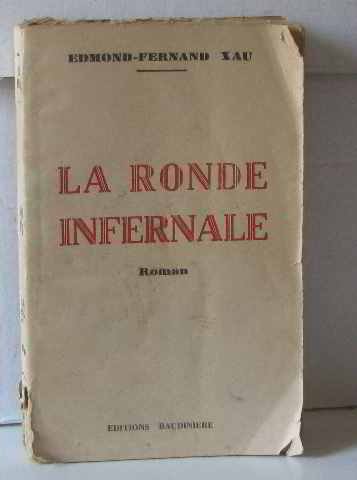 EDMOND-FERNAND XAU
LA RONDE
INFERNALE
Roman
EDITIONS BAUDINIERE